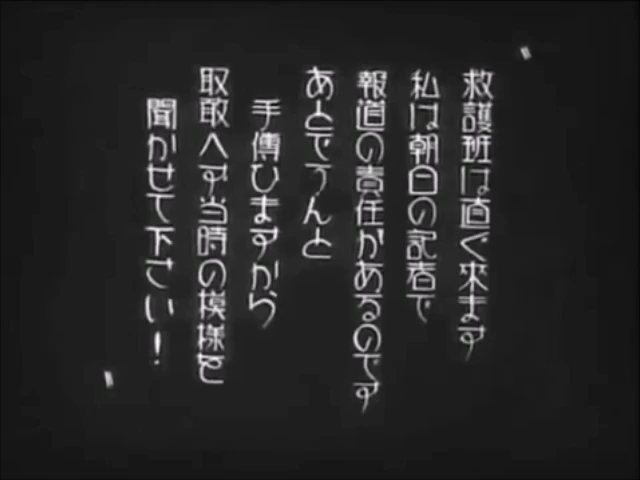 救護班は直ぐ來ます
私は朝日の記者で
報道の責任があるのです
あとでうんと
手傳ひますから
取敢へず当時の模様を
聞かせて下さい！